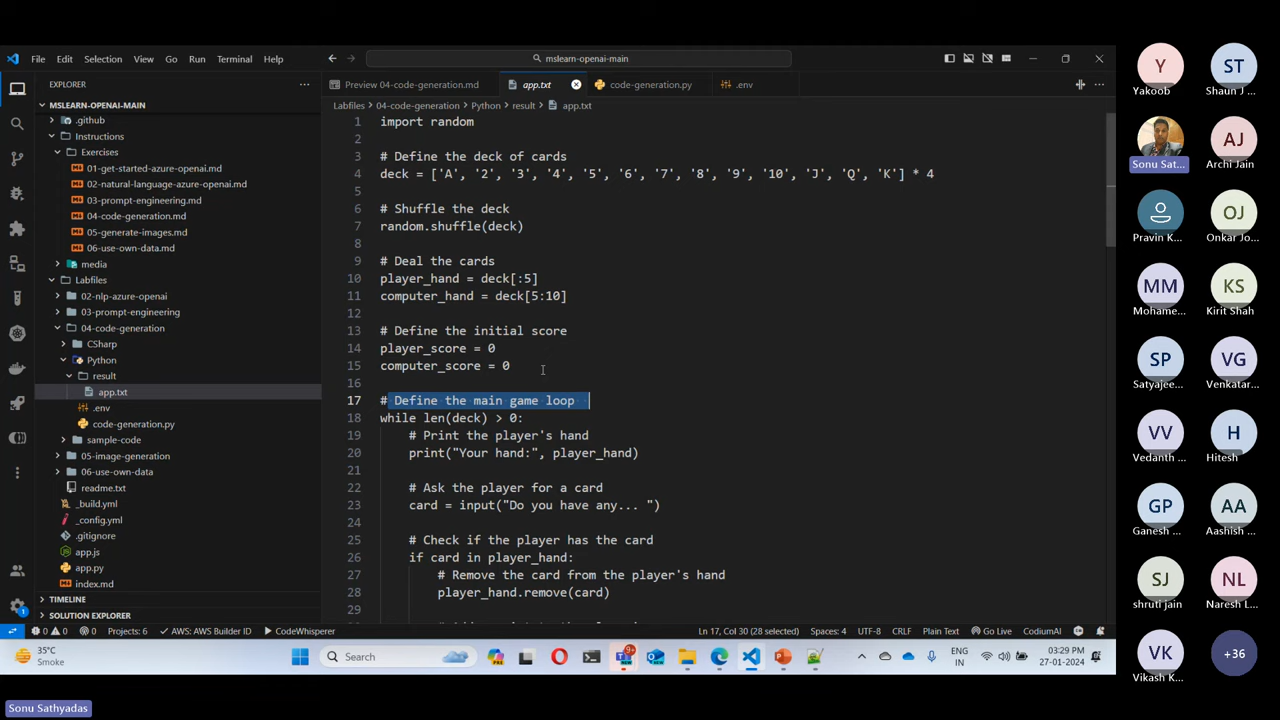 File Edit Selection View Go Run Terminal Help
mslearn-openai-main
EXPLORER
MSLEARN-OPENAI-MAIN
.github
Instructions
Exercises
01-get-started-azure-openai.md
02-natural-language-azure-openai.md
03-prompt-engineering.md
04-code-generation.md
05-generate-images.md
06-use-own-data.md
media
Labfiles
02-nlp-azure-openai
03-prompt-engineering
04-code-generation
CSharp
Python
result
app.txt
.env
code-generation.py
sample-code
05-image-generation
06-use-own-data
readme.txt
_build.yml
_config.yml
.gitignore
app.js
app.py
index.md
TIMELINE
SOLUTION EXPLORER
Preview 04-code-generation.md app.txt code-generation.py .env
Labfiles > 04-code-generation > Python > result > app.txt
1 import random
2
3 # Define the deck of cards
4 deck = ['A', '2', '3', '4', '5', '6', '7', '8', '9', '10', 'J', 'Q', 'K'] * 4
5
6 # Shuffle the deck
7 random.shuffle(deck)
8
9 # Deal the cards
10 player_hand = deck[:5]
11 computer_hand = deck[5:10]
12
13 # Define the initial score
14 player_score = 0
15 computer_score = 0
16
17 # Define the main game loop
18 while len(deck) > 0:
19 # Print the player's hand
20 print("Your hand:", player_hand)
21
22 # Ask the player for a card
23 card = input("Do you have any... ")
24
25 # Check if the player has the card
26 if card in player_hand:
27 # Remove the card from the player's hand
28 player_hand.remove(card)
29
0 0 0 Projects: 6 AWS: AWS Builder ID CodeWhisperer
Ln 17, Col 30 (28 selected) Spaces: 4 UTF-8 CRLF Plain Text Go Live CodiumAI
35°C
Smoke
Search
9+
ENG
IN
03:29 PM
27-01-2024
Y
Yakoob
ST
Shaun J ...
Sonu Sat...
AJ
Archi Jain
Pravin K...
OJ
Onkar Jo...
MM
Mohame...
KS
Kirit Shah
SP
Satyajee...
VG
Venkatar...
VV
Vedanth ...
H
Hitesh
GP
Ganesh ...
AA
Aashish ...
SJ
shruti jain
NL
Naresh L...
VK
Vikash K...
+36
Sonu Sathyadas